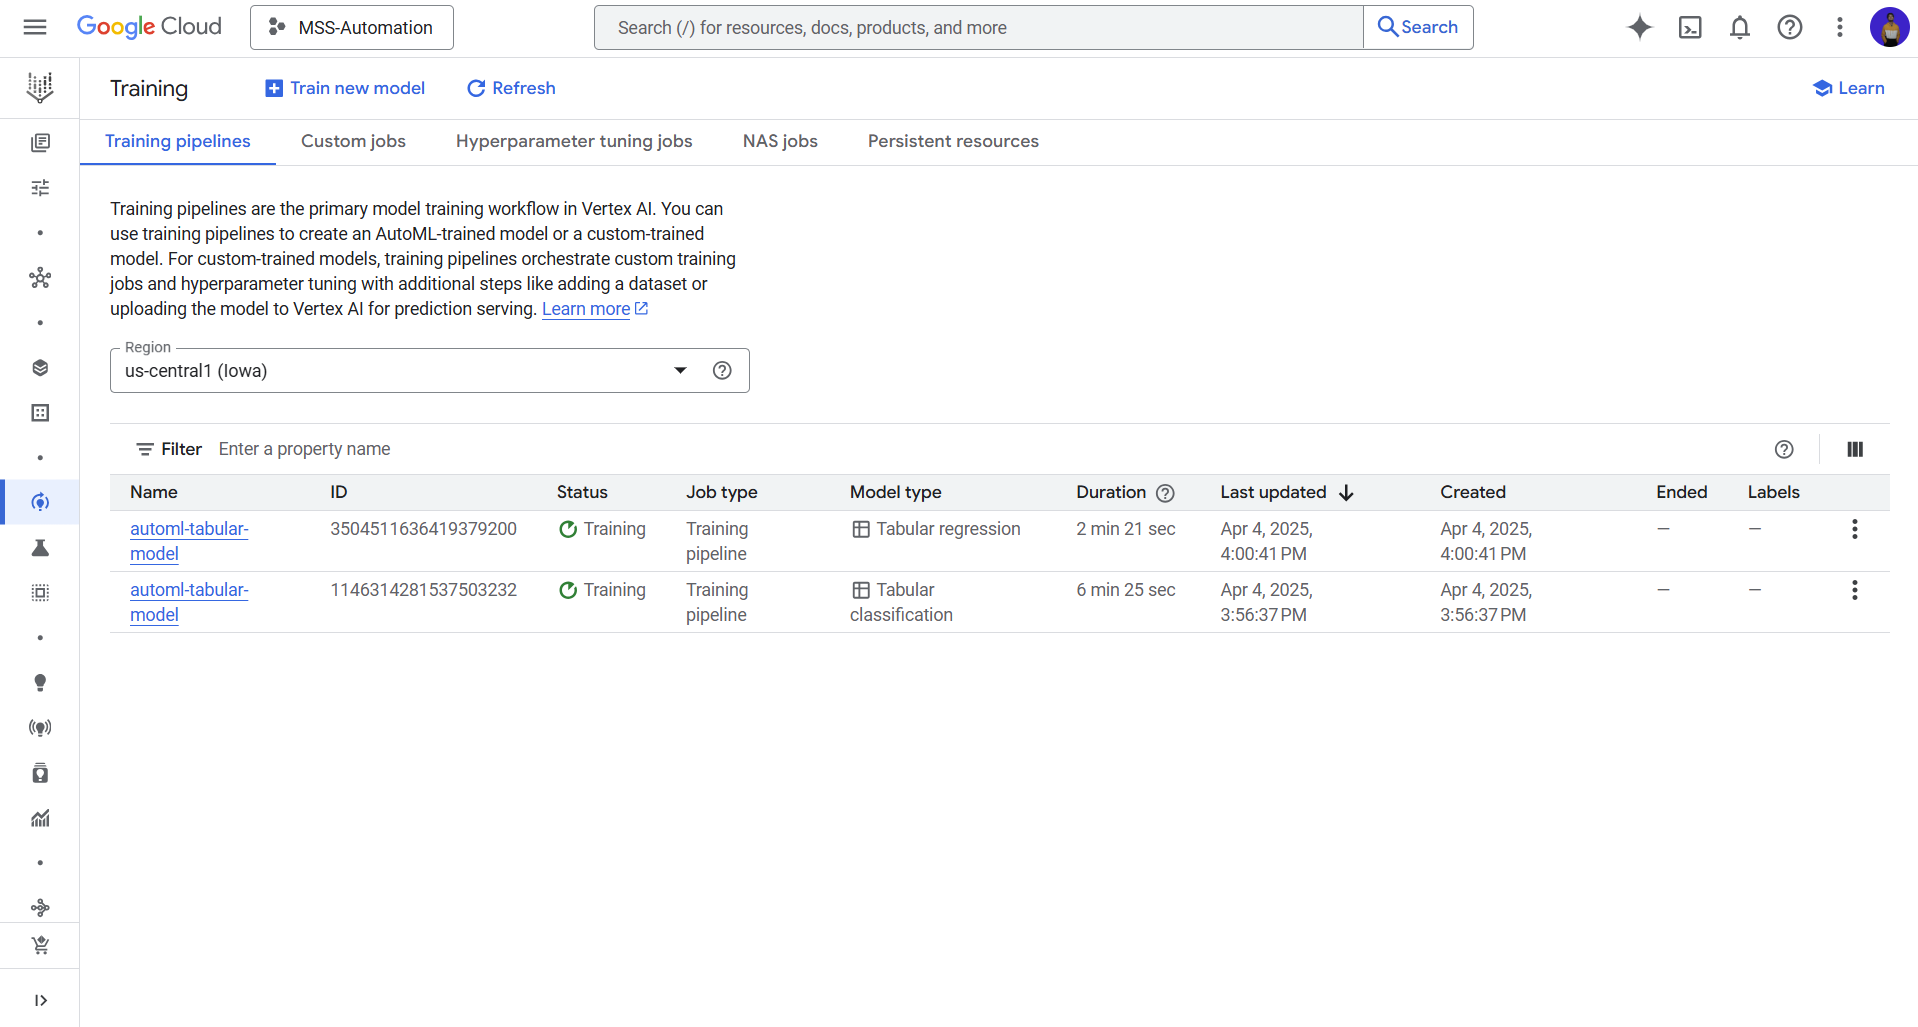 Google Cloud
MSS-Automation
Search (/) for resources, docs, products, and more
Search
Training
Train new model
Refresh
Learn
Training pipelines
Custom jobs
Hyperparameter tuning jobs
NAS jobs
Persistent resources
Training pipelines are the primary model training workflow in Vertex AI. You can
use training pipelines to create an AutoML-trained model or a custom-trained
model. For custom-trained models, training pipelines orchestrate custom training
jobs and hyperparameter tuning with additional steps like adding a dataset or
uploading the model to Vertex AI for prediction serving. Learn more
Region
us-central1 (Iowa)
Filter Enter a property name
Name ID Status Job type Model type Duration Last updated Created Ended Labels
automl-tabular- 3504511636419379200 Training Training Tabular regression 2 min 21 sec Apr 4, 2025, Apr 4, 2025, — —
model pipeline 4:00:41 PM 4:00:41 PM
automl-tabular- 1146314281537503232 Training Training Tabular 6 min 25 sec Apr 4, 2025, Apr 4, 2025, — —
model pipeline classification 3:56:37 PM 3:56:37 PM